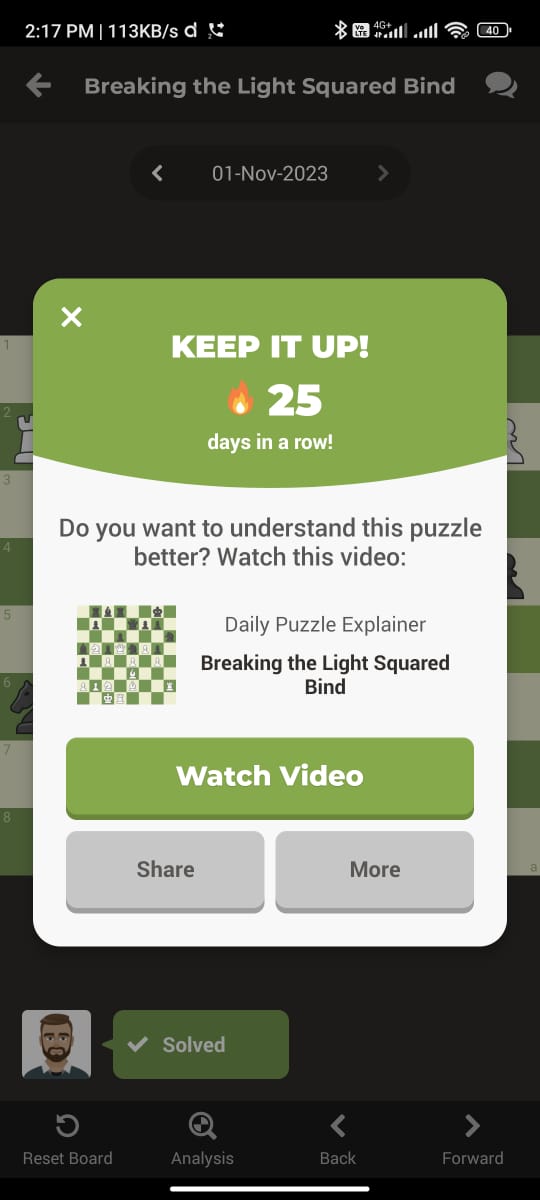 2:17 PM | 113KB/s d
Vo LTE 4G+ 40
Breaking the Light Squared Bind
01-Nov-2023
KEEP IT UP!
25
days in a row!
1
2
3
4
5
6
7
8
a
Do you want to understand this puzzle
better? Watch this video:
Daily Puzzle Explainer
Breaking the Light Squared
Bind
Watch Video
Share More
Solved
Reset Board Analysis Back Forward